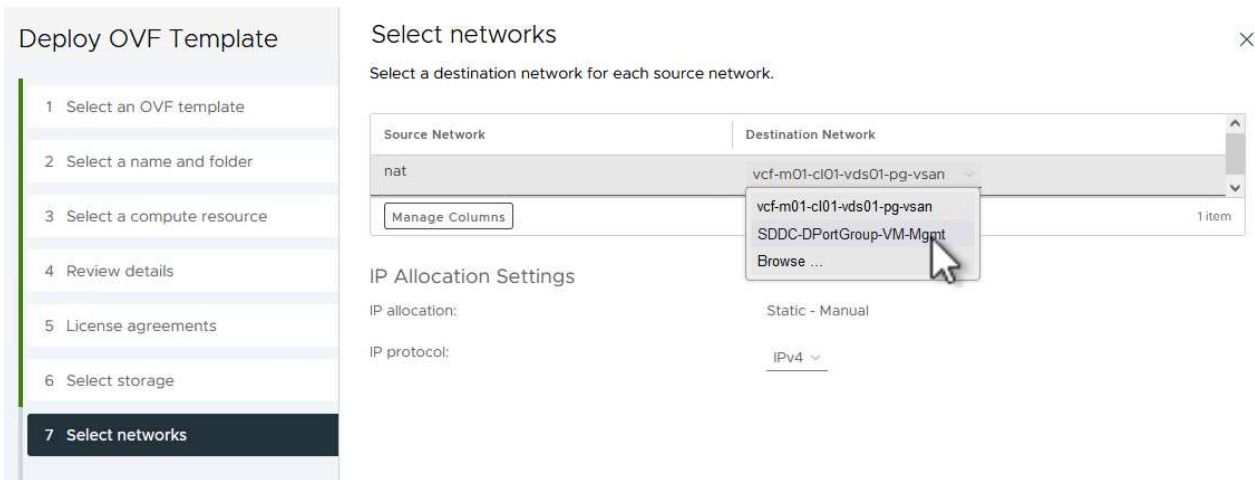 Deploy OVF Template
1 Select an OVF template
2 Select a name and folder
3 Select a compute resource
4 Review details
5 License agreements
6 Select storage
7 Select networks
Select networks
Select a destination network for each source network.
Source Network Destination Network
nat vcf-m01-cl01-vds01-pg-vsan
vcf-m01-cl01-vds01-pg-vsan
SDDC-DPortGroup-VM-Mgmt
Browse ...
Manage Columns 1 item
IP Allocation Settings
IP allocation: Static - Manual
IP protocol: IPv4